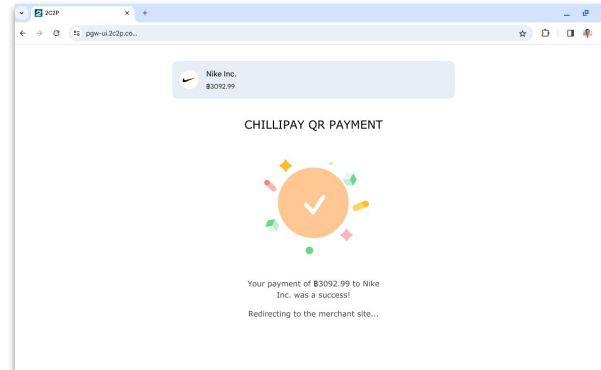 2C2P
pgw-ui.2c2p.co...
Nike Inc.
฿3092.99
CHILLIPAY QR PAYMENT
Your payment of ฿3092.99 to Nike
Inc. was a success!
Redirecting to the merchant site...